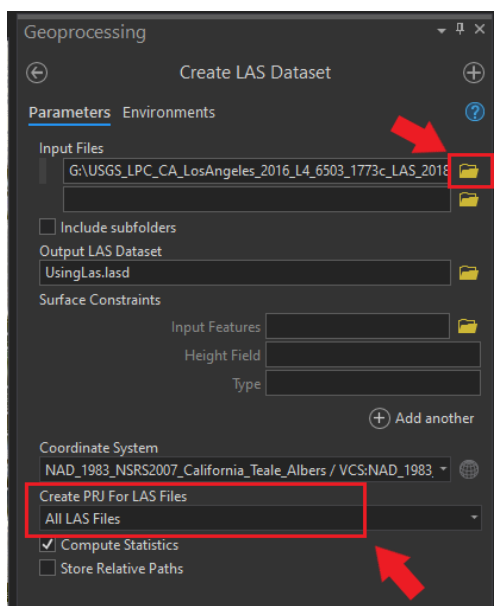 Geoprocessing
Create LAS Dataset
Parameters Environments
Input Files
G:\USGS_LPC_CA_LosAngeles_2016_L4_6503_1773c_LAS_2018
Include subfolders
Output LAS Dataset
UsingLas.lasd
Surface Constraints
Input Features
Height Field
Type
Add another
Coordinate System
NAD_1983_NSRS2007_California_Teale_Albers / VCS:NAD_1983_
Create PRJ For LAS Files
All LAS Files
Compute Statistics
Store Relative Paths